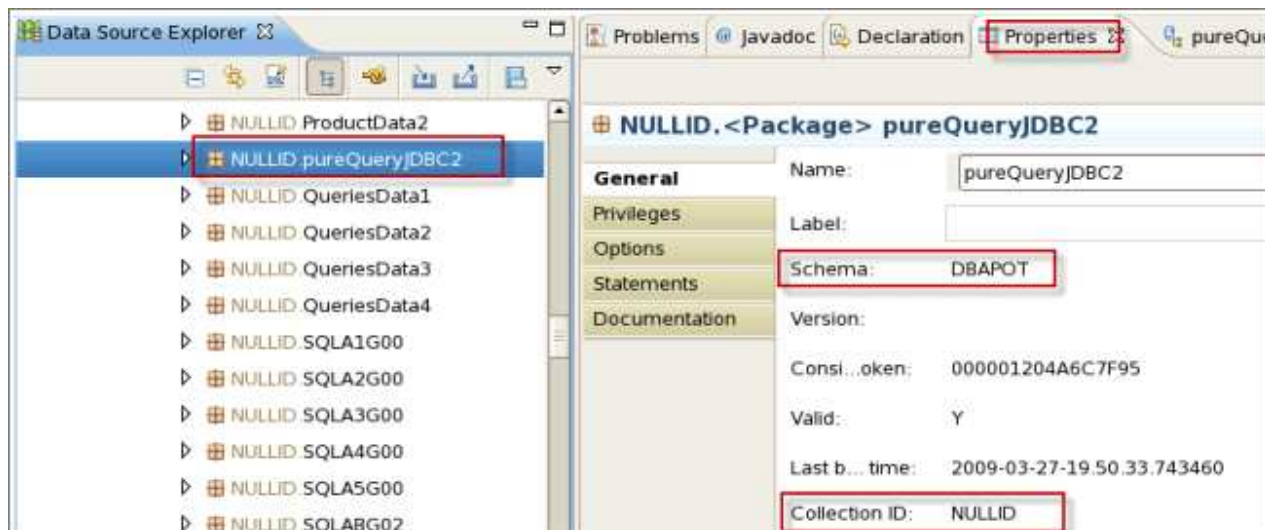 Data Source Explorer
NULLID.ProductData2
NULLID.pureQueryJDBC2
NULLID.QueriesData1
NULLID.QueriesData2
NULLID.QueriesData3
NULLID.QueriesData4
NULLID.SQLA1G00
NULLID.SQLA2G00
NULLID.SQLA3G00
NULLID.SQLA4G00
NULLID.SQLA5G00
NULLID.SQLABG02
Problems @ Javadoc Declaration Properties pureQu
NULLID.<Package> pureQueryJDBC2
General
Privileges
Options
Statements
Documentation
Name: pureQueryJDBC2
Label:
Schema: DBAPOT
Version:
Consi...oken: 000001204A6C7F95
Valid: Y
Last b... time: 2009-03-27-19.50.33.743460
Collection ID: NULLID